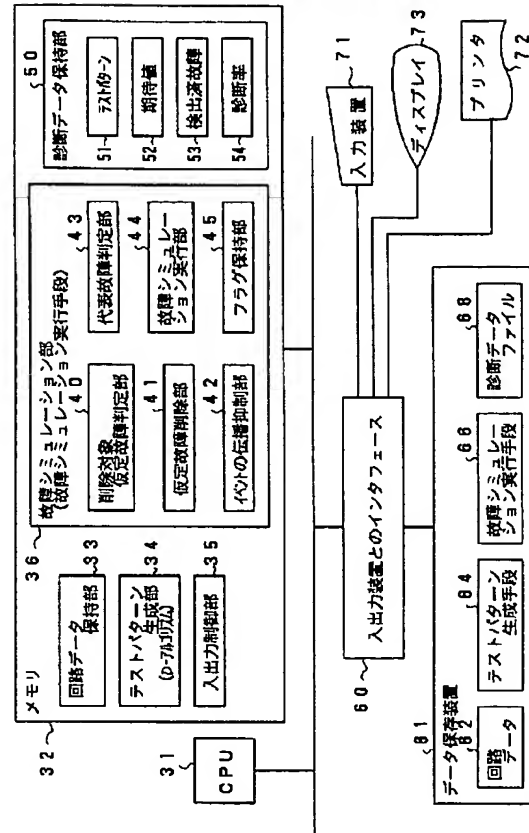 31
CPU
32
メモリ
回路データ
保持部
33
テストパターン
生成部
(D-アルゴリズム)
34
入出力制御部
35
36
故障シミュレーション部
(故障シミュレーション実行手段)
40
削除対象
仮定故障判定部
41
仮定故障削除部
42
イベントの伝播抑制部
43
代表故障判定部
44
故障シミュレー
ション実行部
45
フラグ保持部
50
診断データ保持部
51
テストパターン
52
期待値
53
検出済故障
54
診断率
60
入出力装置とのインタフェース
71
入力装置
73
ディスプレイ
72
プリンタ
61
データ保存装置
62
回路
データ
64
テストパターン
生成手段
66
故障シミュレー
ション実行手段
68
診断データ
ファイル